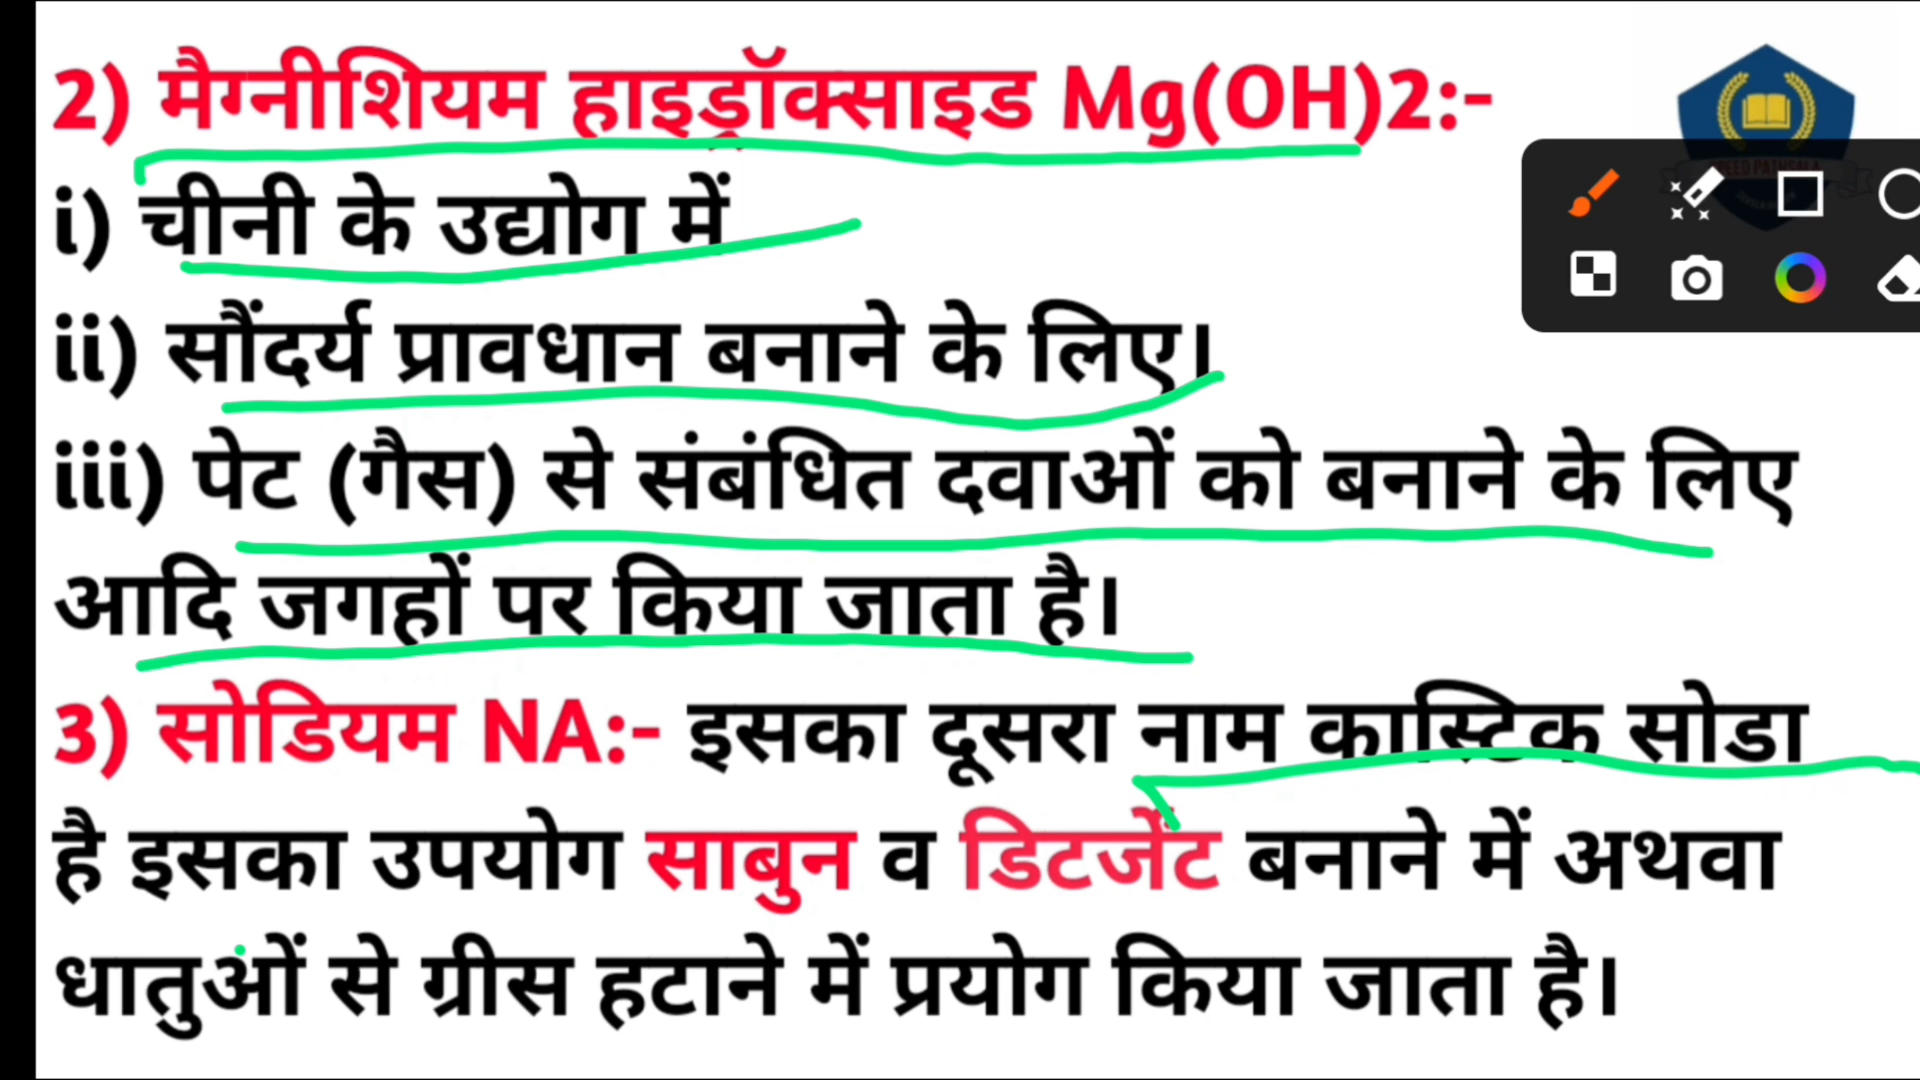 2) मैग्नीशियम हाइड्रॉक्साइड Mg(OH)2:-
i) चीनी के उद्योग में
ii) सौंदर्य प्रावधान बनाने के लिए।
iii) पेट (गैस) से संबंधित दवाओं को बनाने के लिए
आदि जगहों पर किया जाता है।
3) सोडियम NA:- इसका दूसरा नाम कास्टिक सोडा
है इसका उपयोग साबुन व डिटर्जेंट बनाने में अथवा
धातुओं से ग्रीस हटाने में प्रयोग किया जाता है।